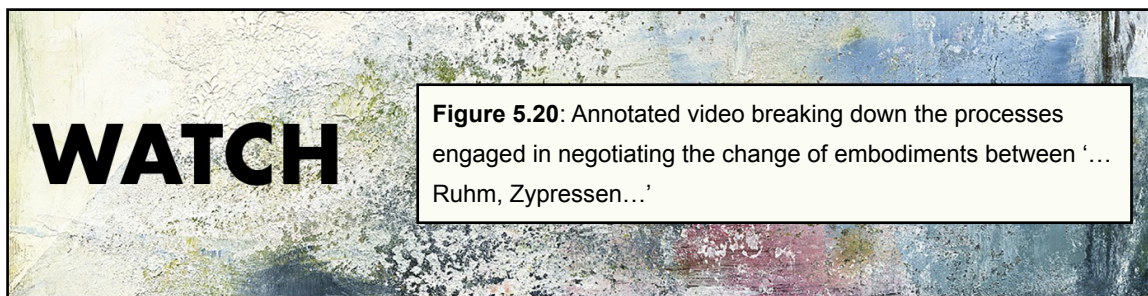 WATCH
Figure 5.20: Annotated video breaking down the processes
engaged in negotiating the change of embodiments between ‘…
Ruhm, Zypressen…’